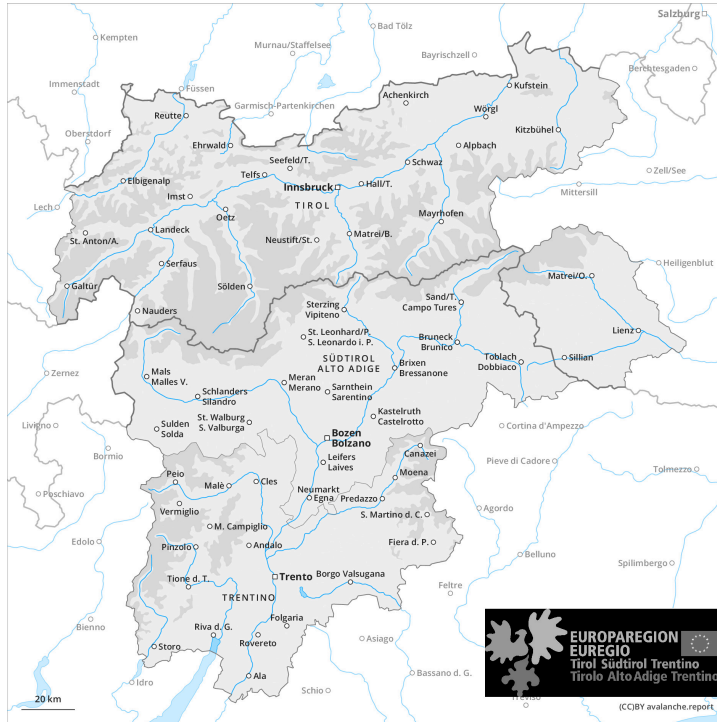 Salzburg
Kempten
Bad Tölz
Murnau/Staffelsee
Bayrischzell
Berchtesgaden
Immenstadt
Füssen
Kufstein
Achenkirch
Garmisch-Partenkirchen
Reutte
Wörgl
Oberstdorf
Kitzbühel
Ehrwald
Alpbach
Seefeld/T.
Schwaz
Telfs
Zell/See
Elbigenalp
Innsbruck
Hall/T.
Mittersill
Imst
TIROL
Lech
Oetz
Mayrhofen
Landeck
Matrei/B.
St. Anton/A.
Neustift/St.
Serfaus
Heiligenblut
Matrei/O.
Galtür
Sölden
Sand/T.
Campo Tures
Nauders
Sterzing
Vipiteno
Lienz
St. Leonhard/P.
S. Leonardo i. P.
Bruneck
Brunico
SÜDTIROL
ALTO ADIGE
Toblach
Dobbiaco
Sillian
Brixen
Bressanone
Zernez
Mals
Malles V.
Meran
Merano
Sarnthein
Sarentino
Schlanders
Silandro
Kastelruth
Castelrotto
St. Walburg
S. Valburga
Livigno
Sulden
Solda
Cortina d'Ampezzo
Bozen
Bolzano
Bormio
Canazei
Leifers
Laives
Pieve di Cadore
Moena
Tolmezzo
Peio
Malè
Cles
Poschiavo
Neumarkt
Egna
Predazzo
Vermiglio
Agordo
S. Martino d. C.
M. Campiglio
Edolo
Pinzolo
Andalo
Fiera d. P.
Belluno
Spilimbergo
Trento
Borgo Valsugana
Tione d. T.
Feltre
TRENTINO
Folgaria
Bienno
Riva d. G.
Rovereto
Asiago
Storo
Ala
Bassano d. G.
Idro
Schio
Treviso
EUROPAREGION
EUREGIO
Tirol Südtirol Trentino
Tirolo Alto Adige Trentino
20 km
(CC)BY avalanche.report